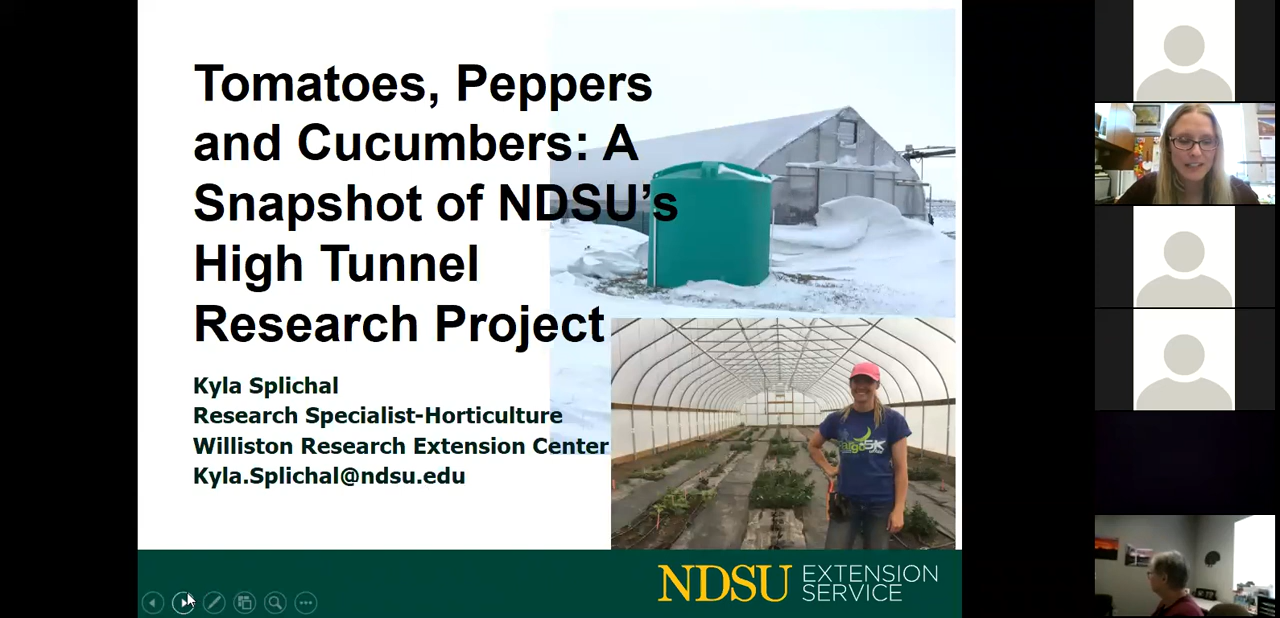 Tomatoes, Peppers
and Cucumbers: A
Snapshot of NDSU's
High Tunnel
Research Project
Kyla Splichal
Research Specialist-Horticulture
Williston Research Extension Center
Kyla.Splichal@ndsu.edu
5K
NDSU EXTENSION
SERVICE